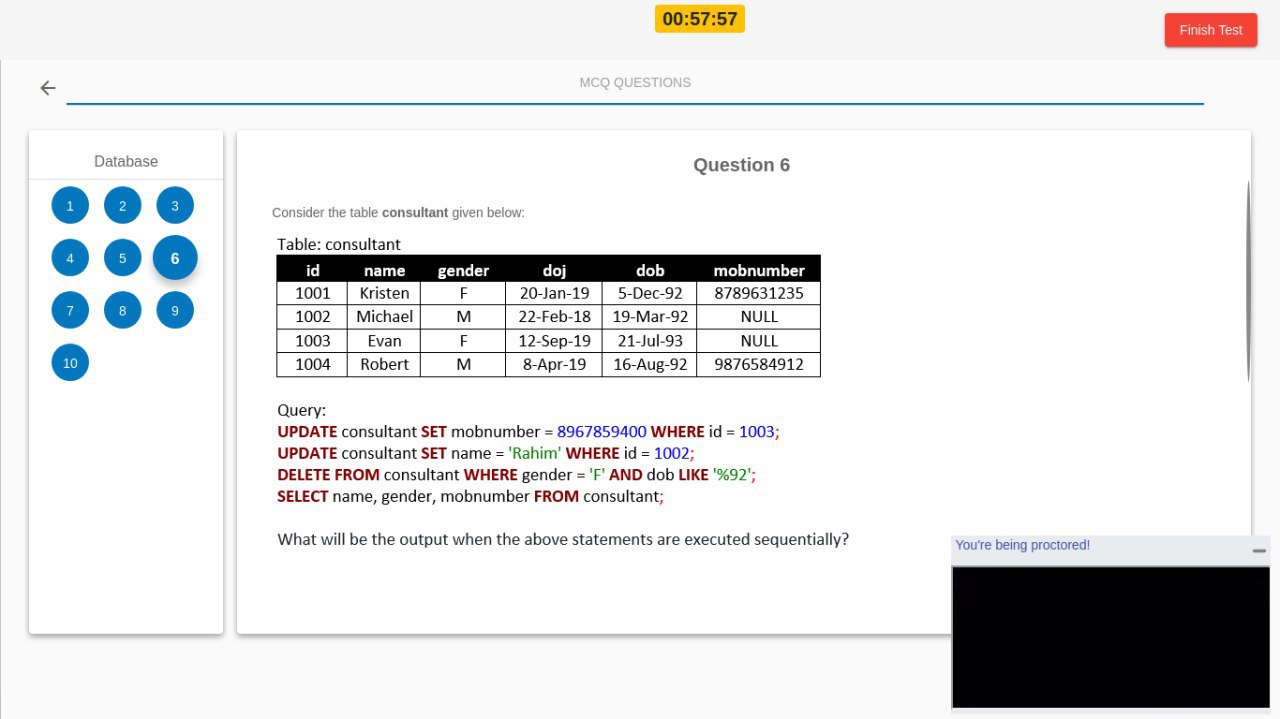 00:57:57
Finish Test
MCQ QUESTIONS
Database
1 2 3
4 5 6
7 8 9
10
Question 6
Consider the table consultant given below:
Table: consultant
id name gender doj dob mobnumber
1001 Kristen F 20-Jan-19 5-Dec-92 8789631235
1002 Michael M 22-Feb-18 19-Mar-92 NULL
1003 Evan F 12-Sep-19 21-Jul-93 NULL
1004 Robert M 8-Apr-19 16-Aug-92 9876584912
Query:
UPDATE consultant SET mobnumber = 8967859400 WHERE id = 1003;
UPDATE consultant SET name = 'Rahim' WHERE id = 1002;
DELETE FROM consultant WHERE gender = 'F' AND dob LIKE '%92';
SELECT name, gender, mobnumber FROM consultant;
What will be the output when the above statements are executed sequentially?
You're being proctored!